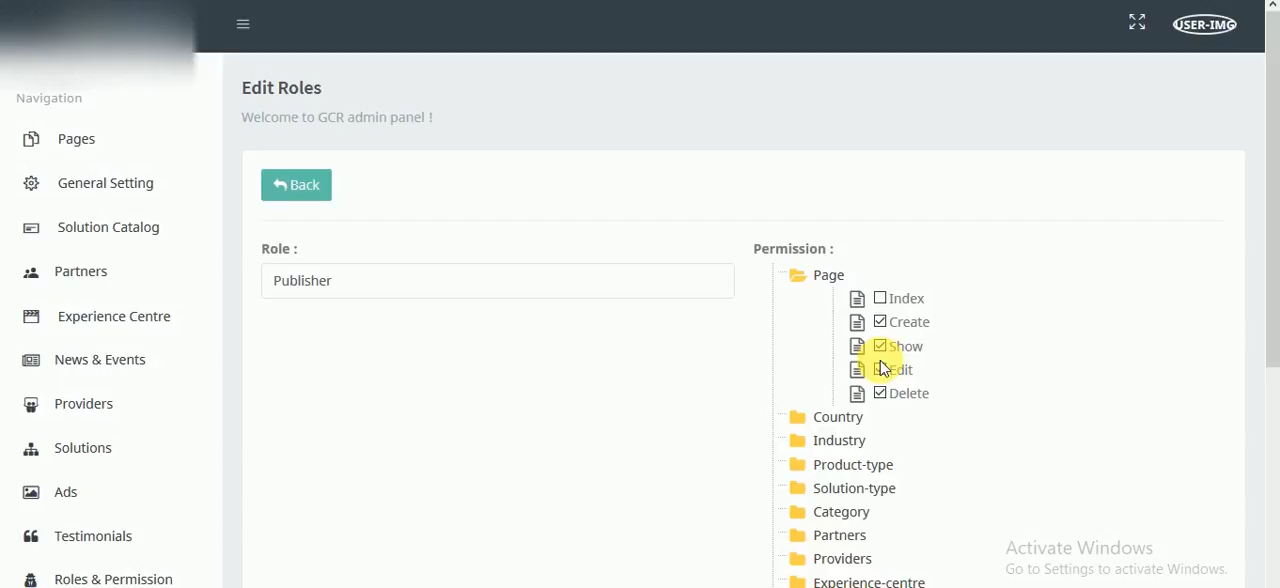 USER-IMG
Navigation
Pages
General Setting
Solution Catalog
Partners
Experience Centre
News & Events
Providers
Solutions
Ads
Testimonials
Roles & Permission
Edit Roles
Welcome to GCR admin panel !
Back
Role :
Publisher
Permission :
Page
Index
Create
Show
Edit
Delete
Country
Industry
Product-type
Solution-type
Category
Partners
Providers
Experience-centre
Activate Windows
Go to Settings to activate Windows.